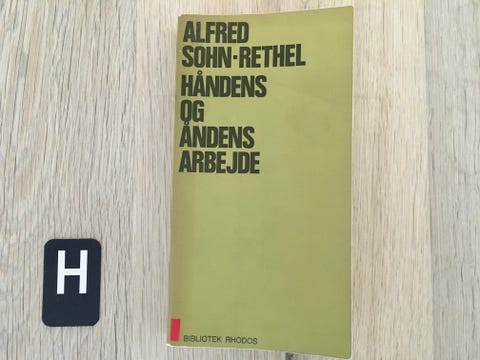 ALFRED
SOHN-RETHEL
HÅNDENS
OG
ÅNDENS
ARBEJDE
H
BIBLIOTEK RHODOS